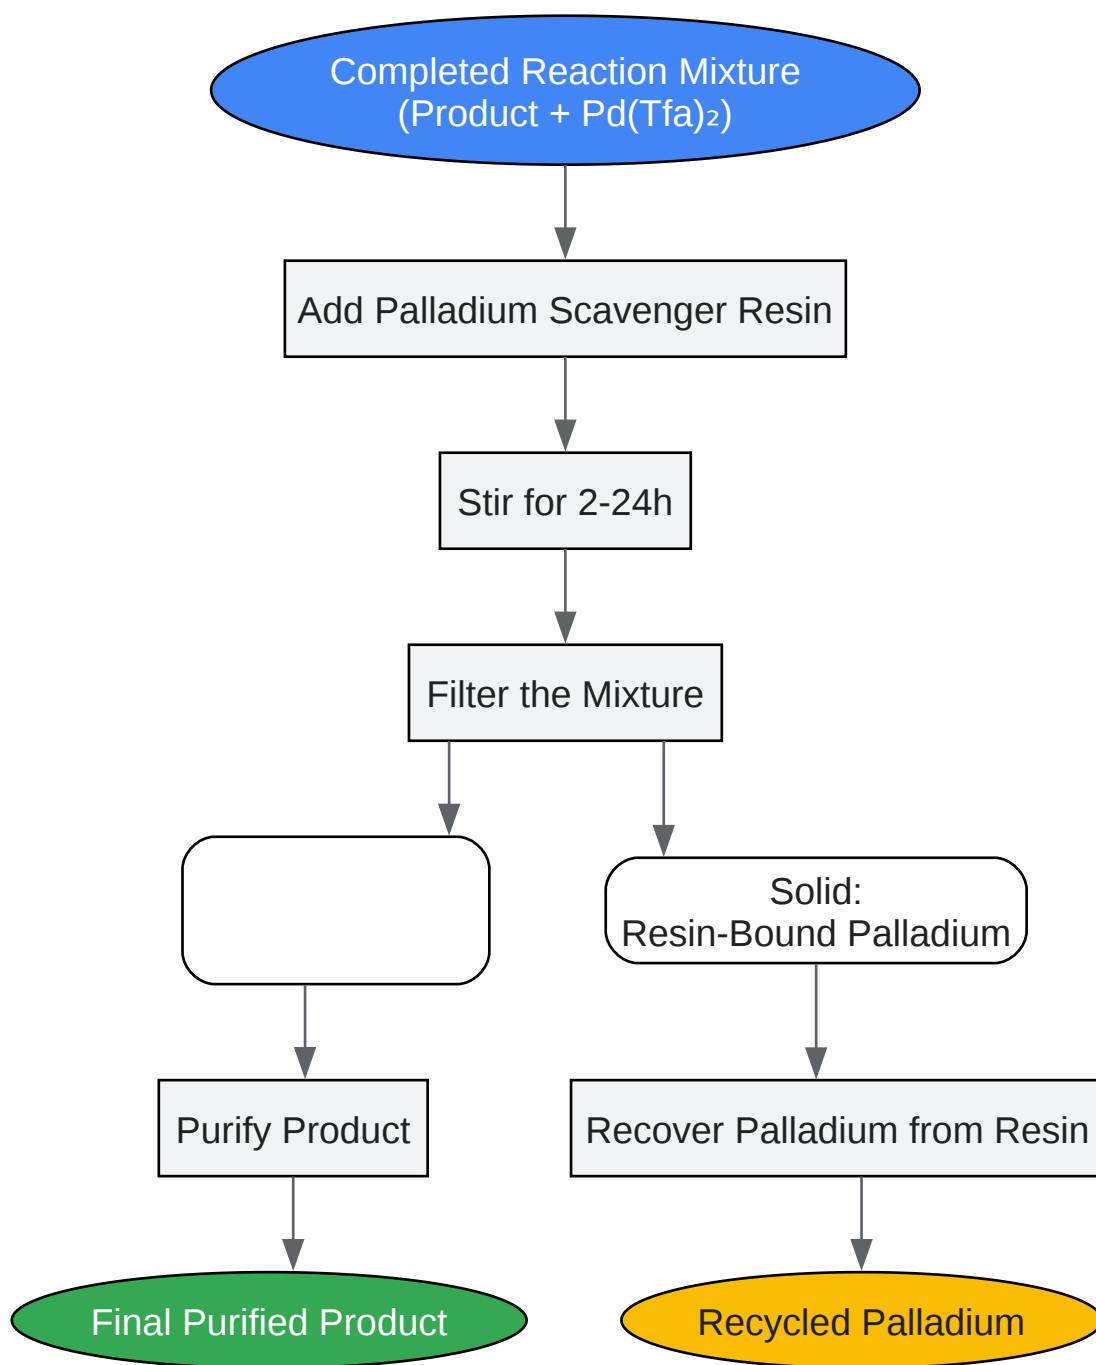 Completed Reaction Mixture
(Product + Pd(Tfa)₂)
Add Palladium Scavenger Resin
Stir for 2-24h
Filter the Mixture
Solid:
Resin-Bound Palladium
Purify Product
Recover Palladium from Resin
Final Purified Product
Recycled Palladium